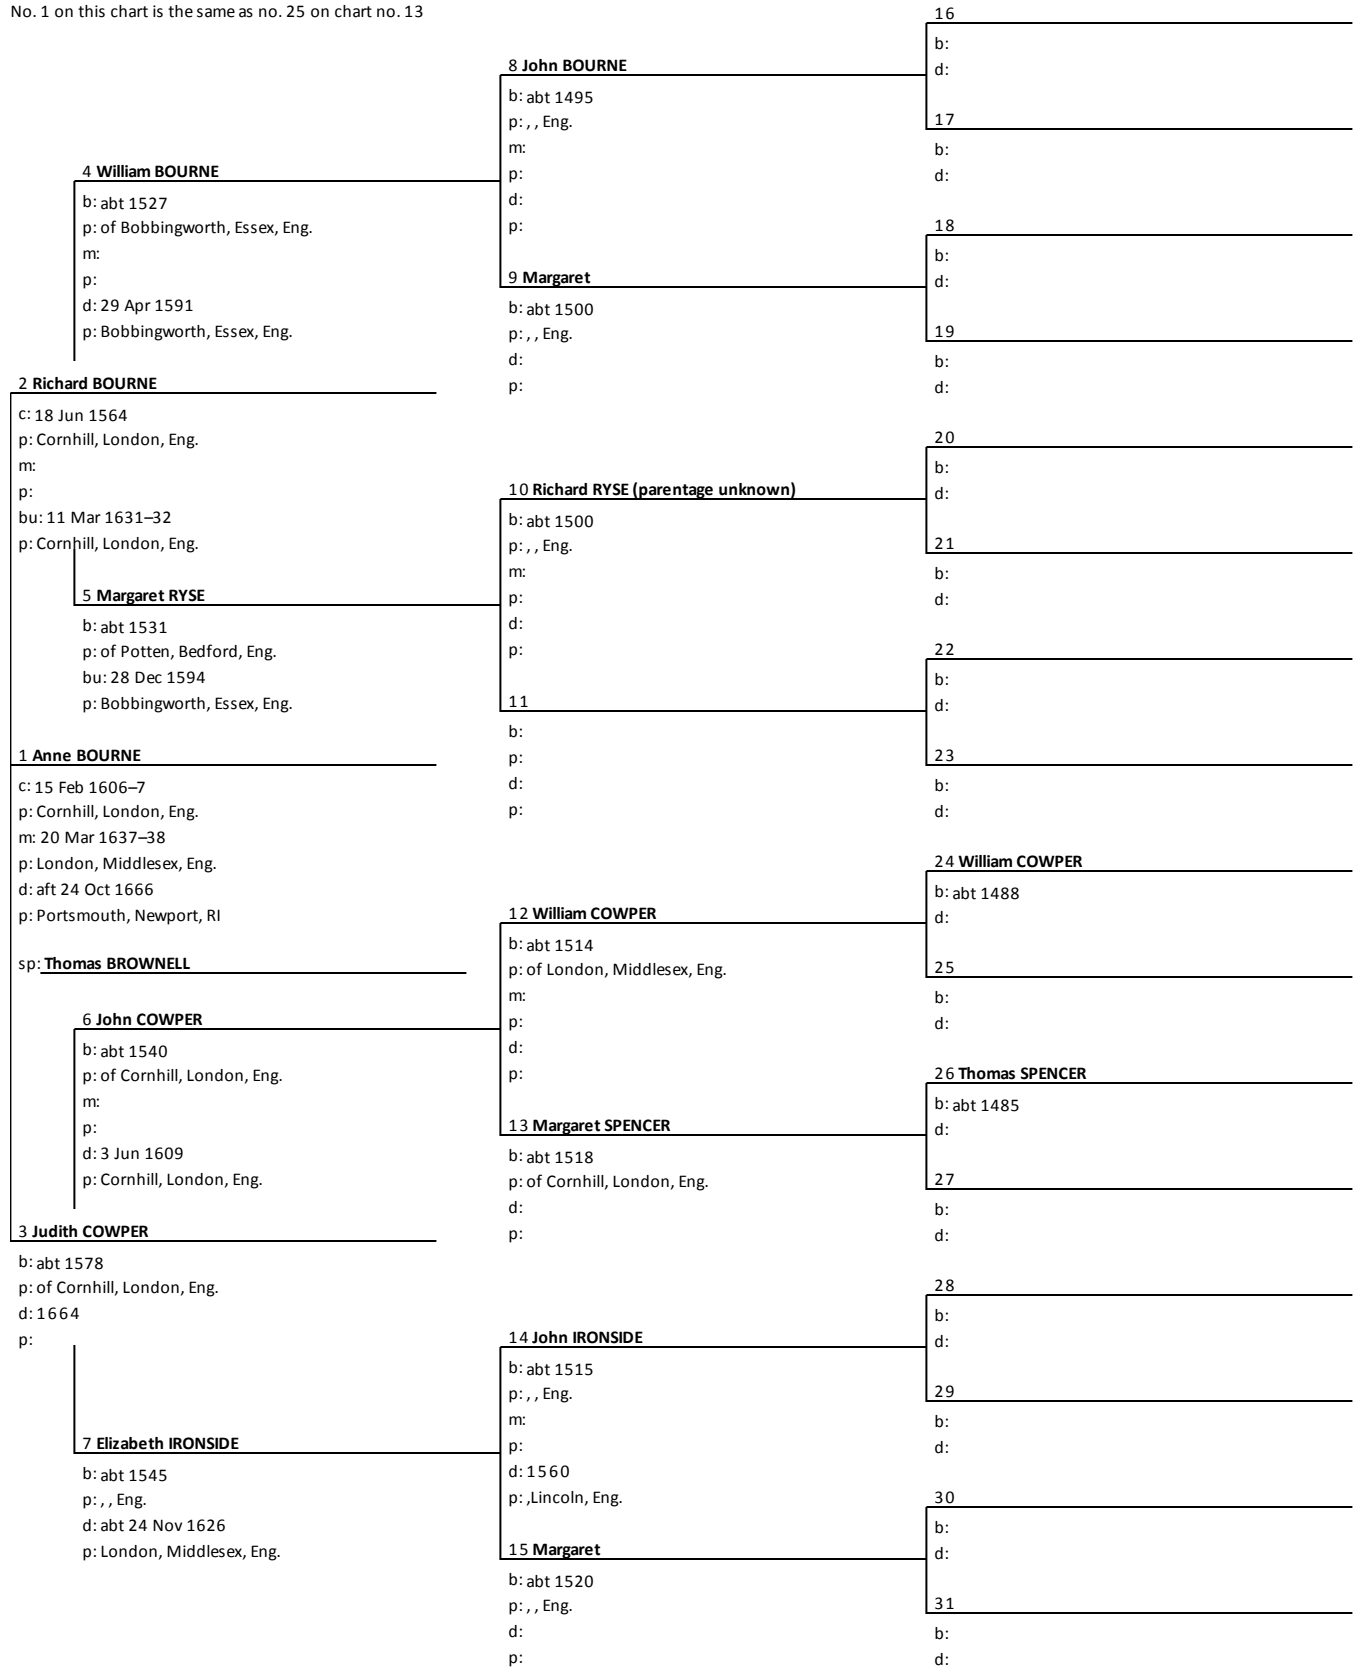 No. 1 on this chart is the same as no. 25 on chart no. 13
16
b:
d:
8 John BOURNE
b: abt 1495
p: , , Eng.
m:
p:
d:
p:
17
b:
d:
4 William BOURNE
b: abt 1527
p: of Bobbingworth, Essex, Eng.
m:
p:
d: 29 Apr 1591
p: Bobbingworth, Essex, Eng.
18
b:
d:
9 Margaret
b: abt 1500
p: , , Eng.
d:
p:
19
b:
d:
2 Richard BOURNE
c: 18 Jun 1564
p: Cornhill, London, Eng.
m:
p:
bu: 11 Mar 1631–32
p: Cornhill, London, Eng.
20
b:
d:
10 Richard RYSE (parentage unknown)
b: abt 1500
p: , , Eng.
m:
p:
d:
p:
21
b:
d:
5 Margaret RYSE
b: abt 1531
p: of Potten, Bedford, Eng.
bu: 28 Dec 1594
p: Bobbingworth, Essex, Eng.
22
b:
d:
11
b:
p:
d:
p:
23
b:
d:
1 Anne BOURNE
c: 15 Feb 1606–7
p: Cornhill, London, Eng.
m: 20 Mar 1637–38
p: London, Middlesex, Eng.
d: aft 24 Oct 1666
p: Portsmouth, Newport, RI
sp: Thomas BROWNELL
24 William COWPER
b: abt 1488
d:
12 William COWPER
b: abt 1514
p: of London, Middlesex, Eng.
m:
p:
d:
p:
25
b:
d:
6 John COWPER
b: abt 1540
p: of Cornhill, London, Eng.
m:
p:
d: 3 Jun 1609
p: Cornhill, London, Eng.
26 Thomas SPENCER
b: abt 1485
d:
13 Margaret SPENCER
b: abt 1518
p: of Cornhill, London, Eng.
d:
p:
27
b:
d:
3 Judith COWPER
b: abt 1578
p: of Cornhill, London, Eng.
d: 1664
p:
28
b:
d:
14 John IRONSIDE
b: abt 1515
p: , , Eng.
m:
p:
d: 1560
p: ,Lincoln, Eng.
29
b:
d:
7 Elizabeth IRONSIDE
b: abt 1545
p: , , Eng.
d: abt 24 Nov 1626
p: London, Middlesex, Eng.
30
b:
d:
15 Margaret
b: abt 1520
p: , , Eng.
d:
p:
31
b:
d: